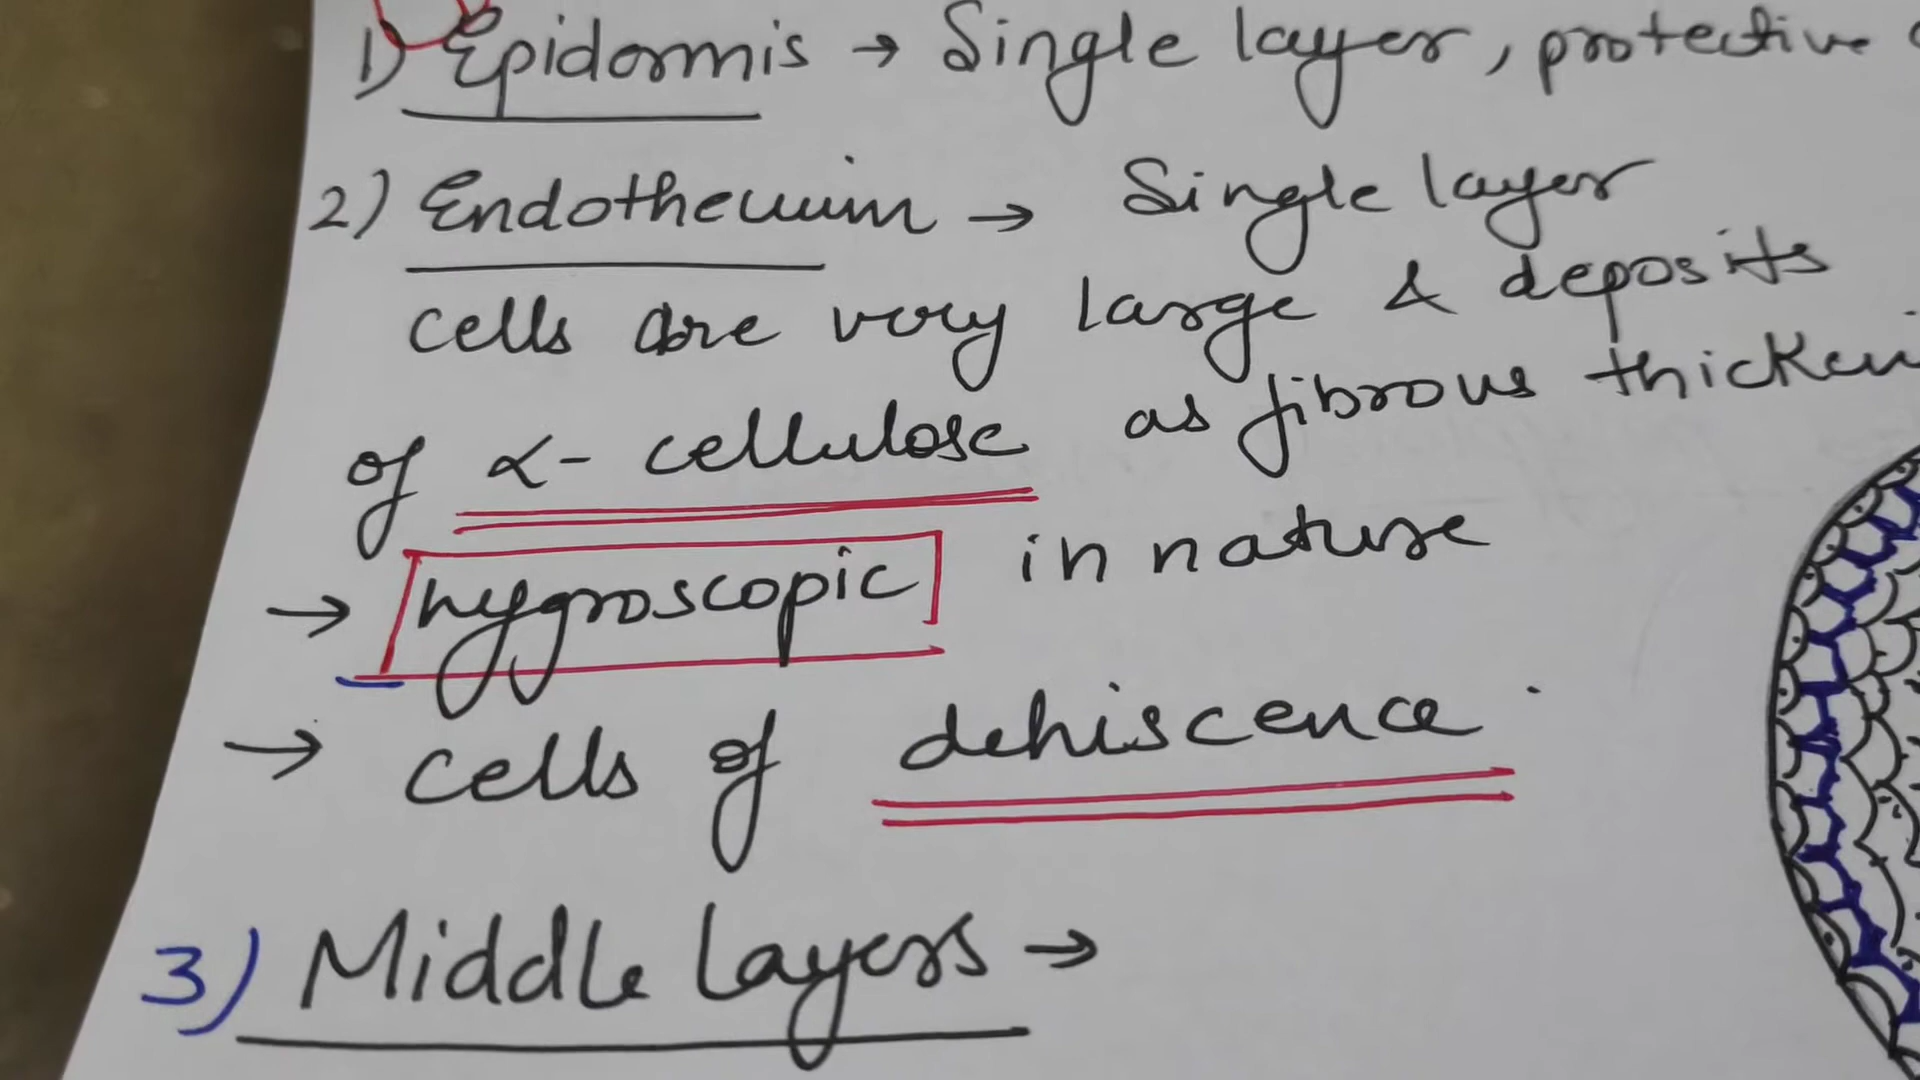 1) Epidermis → Single layer, protective
2) Endothecium → Single layer
cells are very large & deposits
of α- cellulose as fibrous thickeni
→ hygroscopic in nature
→ cells of dehiscence
3) Middle layers →